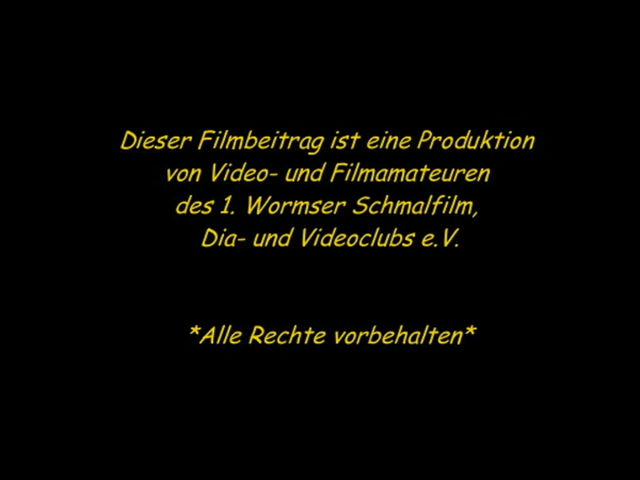 Dieser Filmbeitrag ist eine Produktion
von Video- und Filmamateuren
des 1. Wormser Schmalfilm,
Dia- und Videoclubs e.V.
*Alle Rechte vorbehalten*